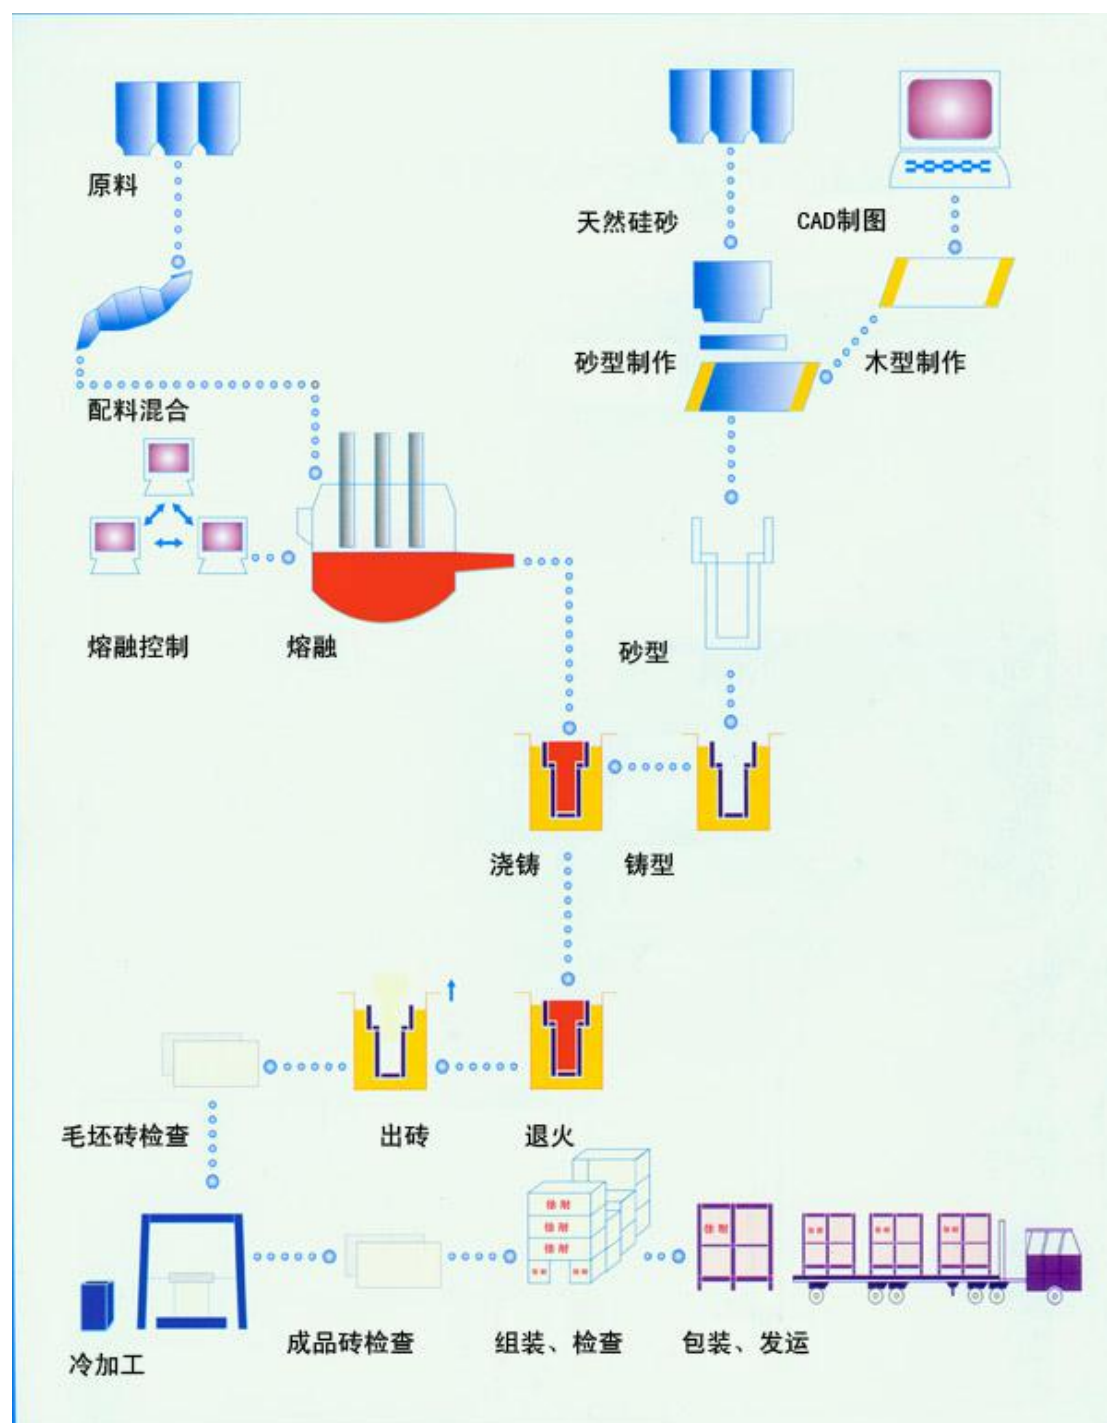 原料
天然硅砂
CAD制图
砂型制作
木型制作
配料混合
熔融控制
熔融
砂型
浇铸
铸型
毛坯砖检查
出砖
退火
冷加工
成品砖检查
组装、检查
包装、发运